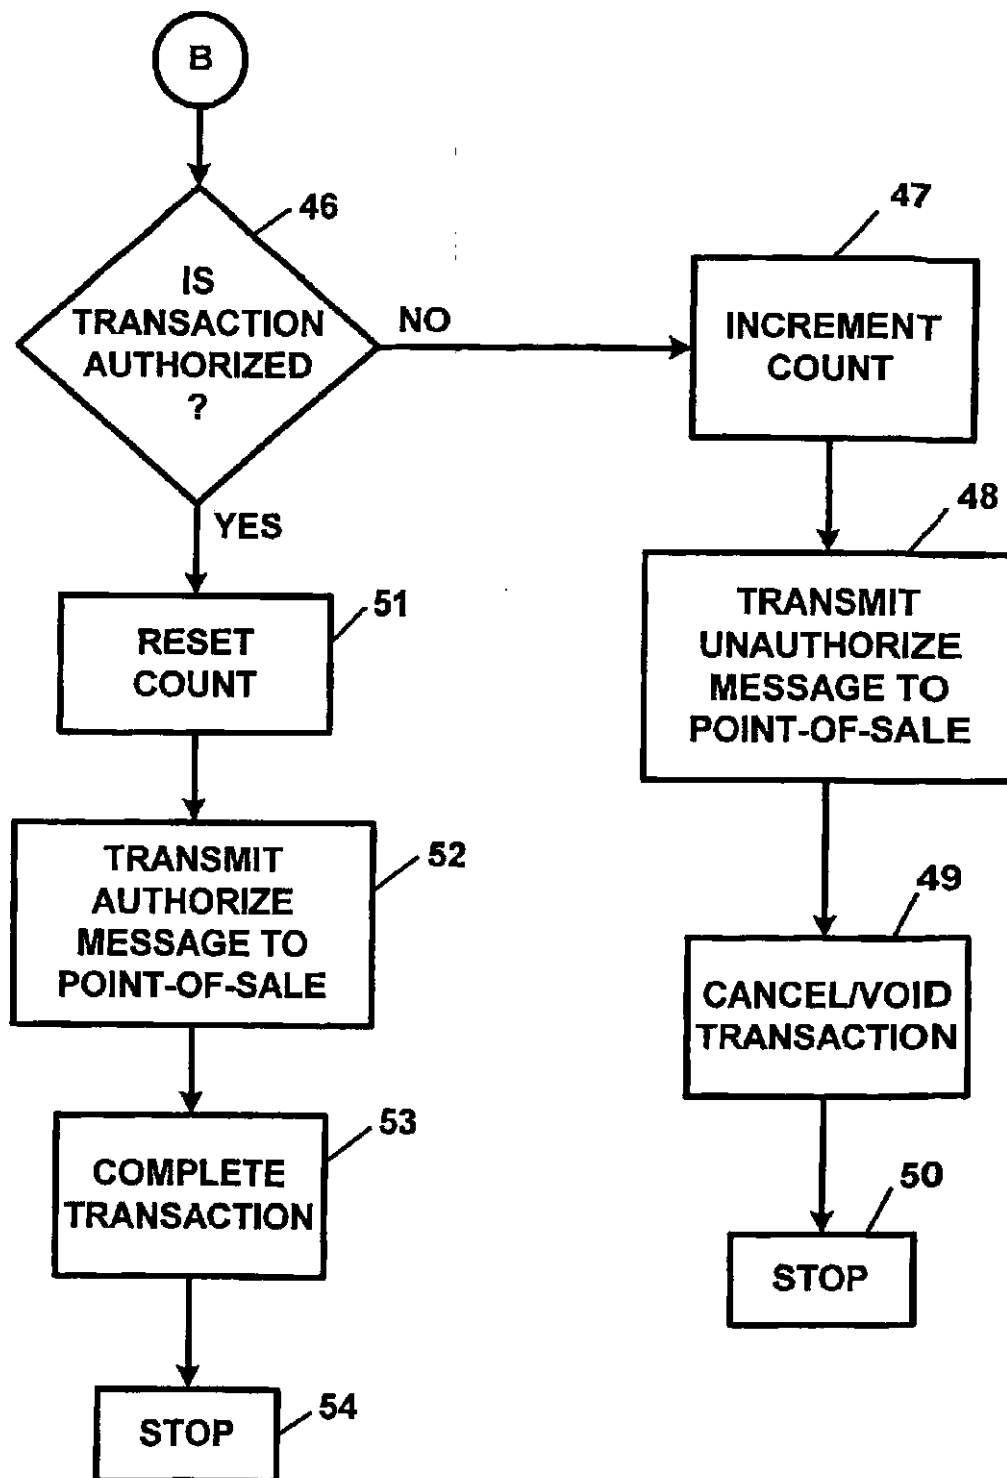 B
46
IS
TRANSACTION
AUTHORIZED
?
NO
YES
47
INCREMENT
COUNT
48
TRANSMIT
UNAUTHORIZE
MESSAGE TO
POINT-OF-SALE
49
CANCEL/VOID
TRANSACTION
50
STOP
51
RESET
COUNT
52
TRANSMIT
AUTHORIZE
MESSAGE TO
POINT-OF-SALE
53
COMPLETE
TRANSACTION
54
STOP